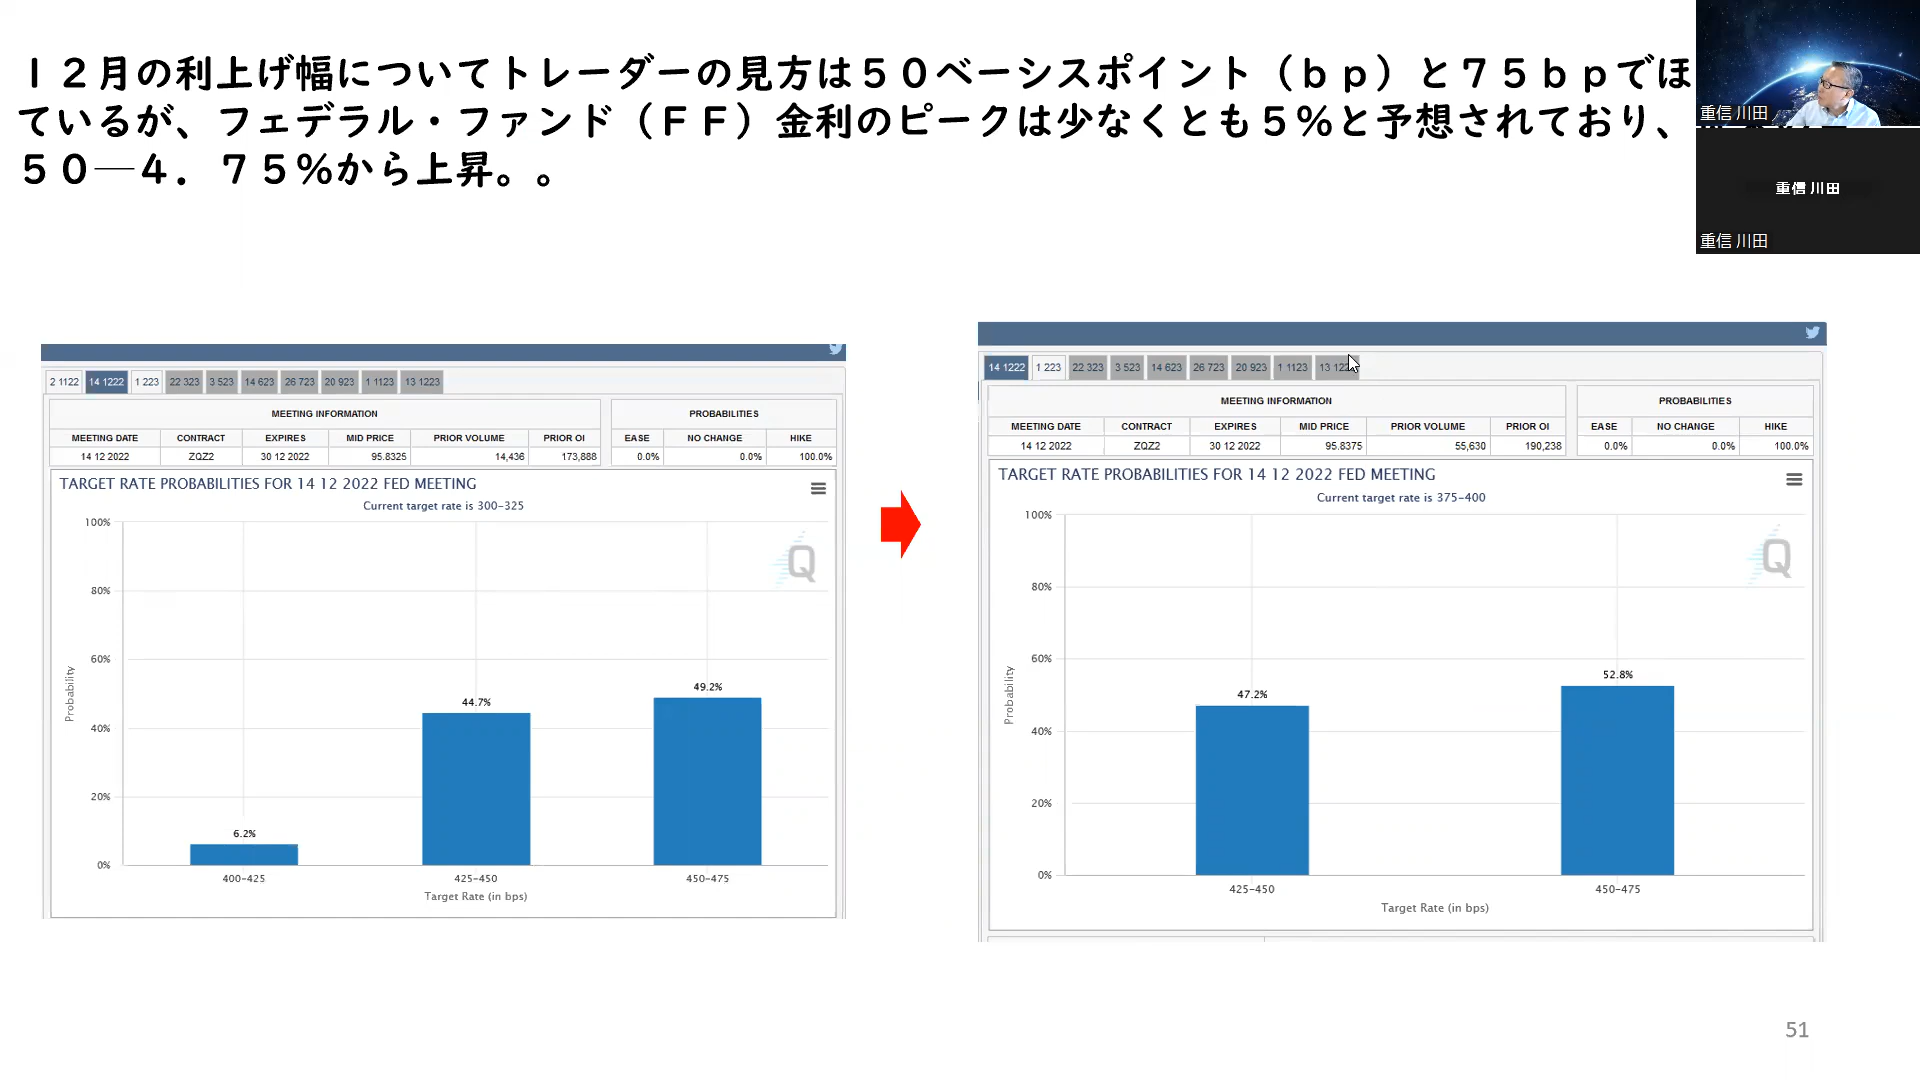 １２月の利上げ幅についてトレーダーの見方は５０ベーシスポイント（ｂｐ）と７５ｂｐでほ
ているが、フェデラル・ファンド（ＦＦ）金利のピークは少なくとも５％と予想されており、
５０―４．７５％から上昇。。
重信 川田
重信 川田
重信 川田
2 1122 14 1222 1 223 22 323 3 523 14 623 26 723 20 923 1 1123 13 1223
MEETING INFORMATION PROBABILITIES
MEETING DATE CONTRACT EXPIRES MID PRICE PRIOR VOLUME PRIOR OI EASE NO CHANGE HIKE
14 12 2022 ZQZ2 30 12 2022 95.8325 14,436 173,888 0.0% 0.0% 100.0%
TARGET RATE PROBABILITIES FOR 14 12 2022 FED MEETING
Current target rate is 300-325
Q
100%
80%
60%
40%
20%
0%
Probability
6.2%
44.7%
49.2%
400-425 425-450 450-475
Target Rate (in bps)
14 1222 1 223 22 323 3 523 14 623 26 723 20 923 1 1123 13
MEETING INFORMATION PROBABILITIES
MEETING DATE CONTRACT EXPIRES MID PRICE PRIOR VOLUME PRIOR OI EASE NO CHANGE HIKE
14 12 2022 ZQZ2 30 12 2022 95.8375 55,630 190,238 0.0% 0.0% 100.0%
TARGET RATE PROBABILITIES FOR 14 12 2022 FED MEETING
Current target rate is 375-400
Q
100%
80%
60%
40%
20%
0%
Probability
47.2%
52.8%
425-450 450-475
Target Rate (in bps)
51